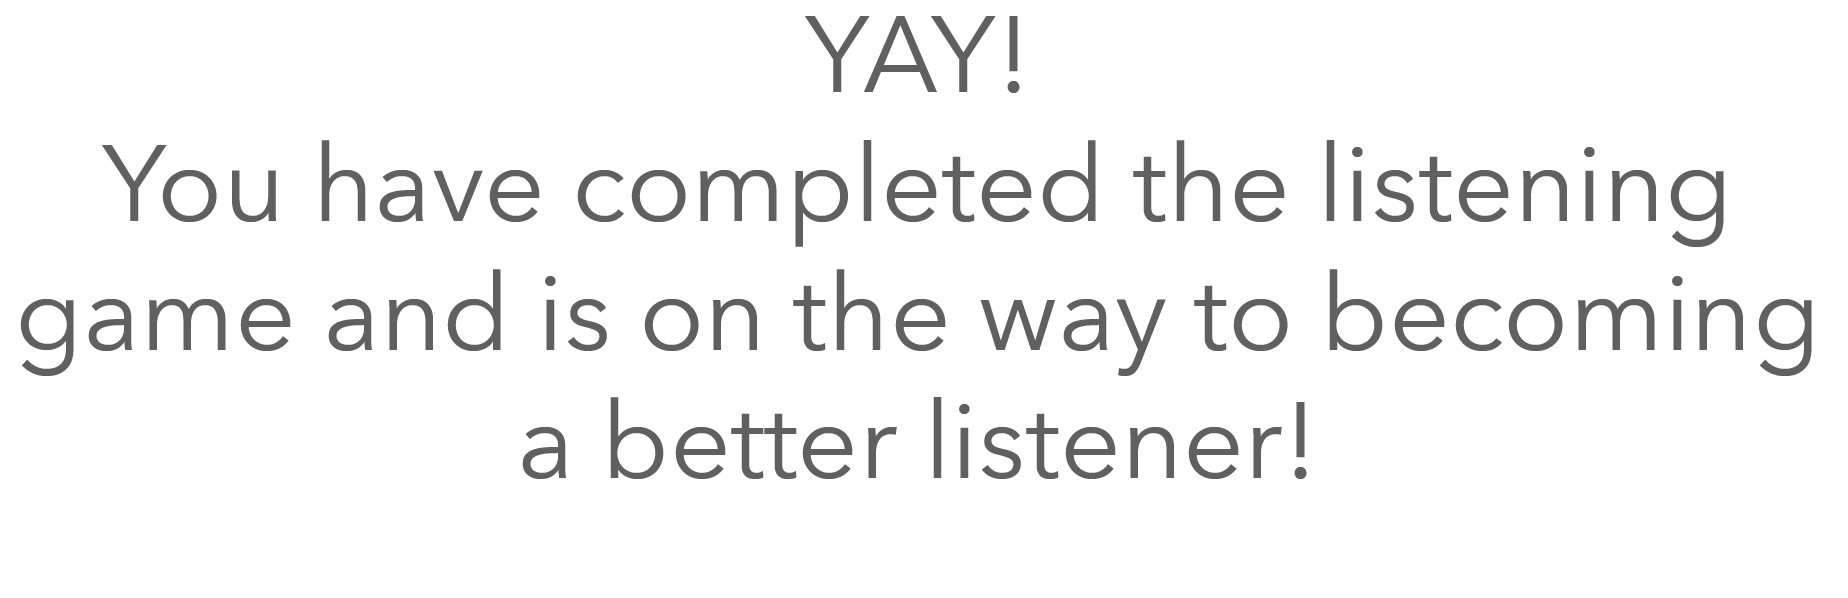 YAY!
You have completed the listening
game and is on the way to becoming
a better listener!